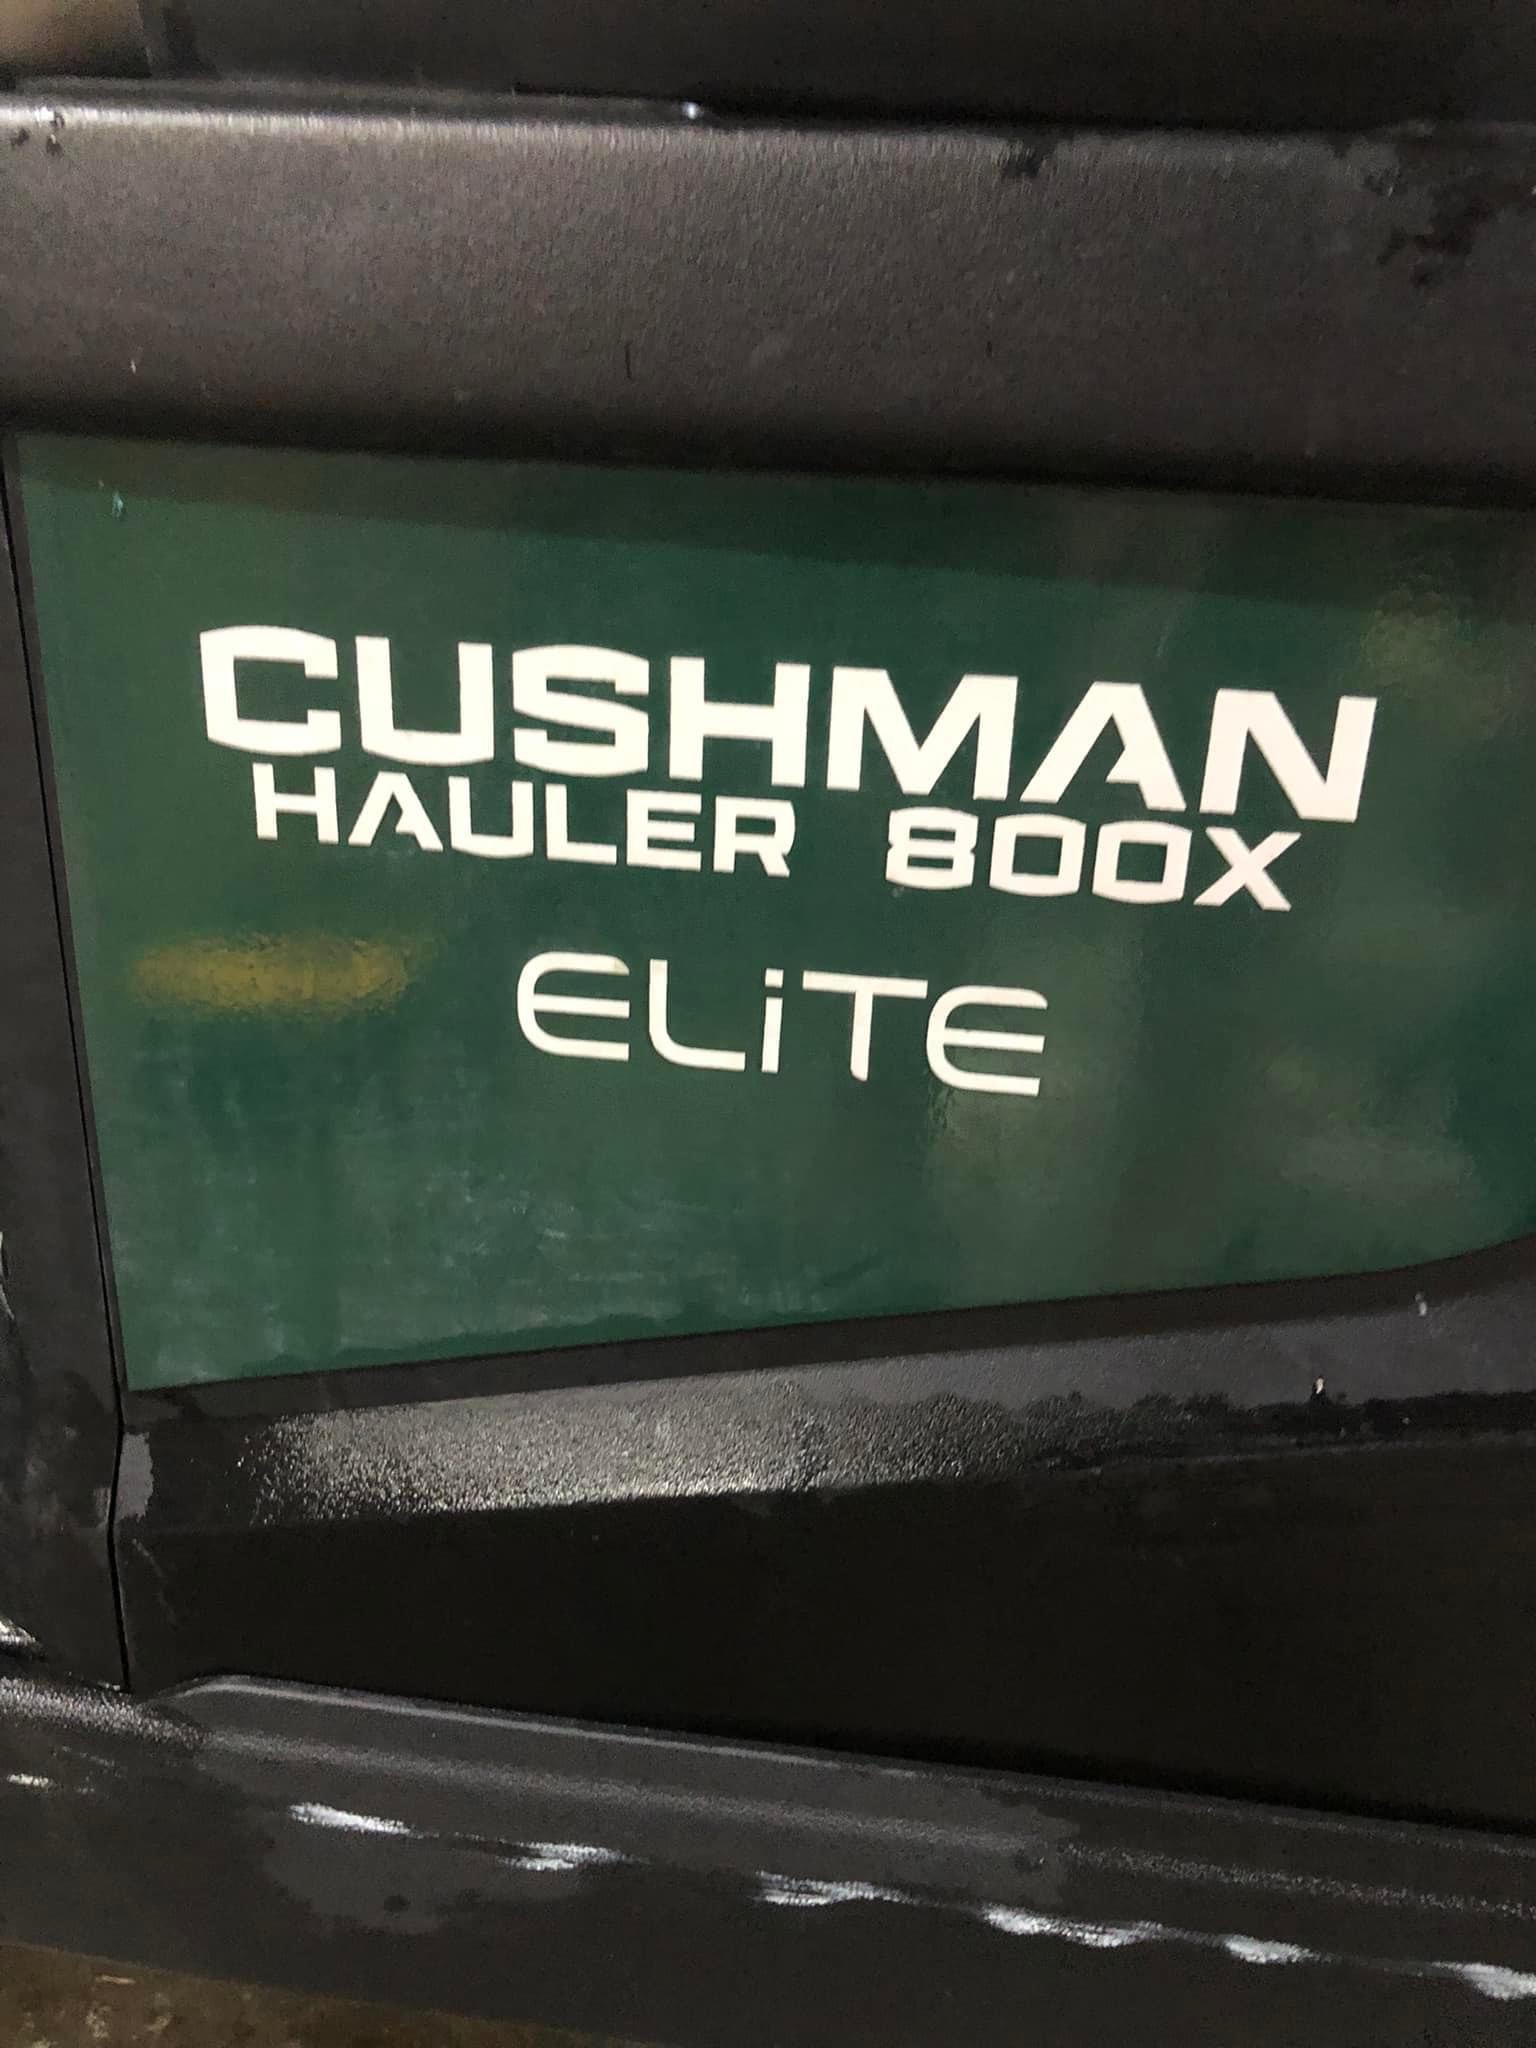 CUSHMAN
HAULER 800X
ELiTE